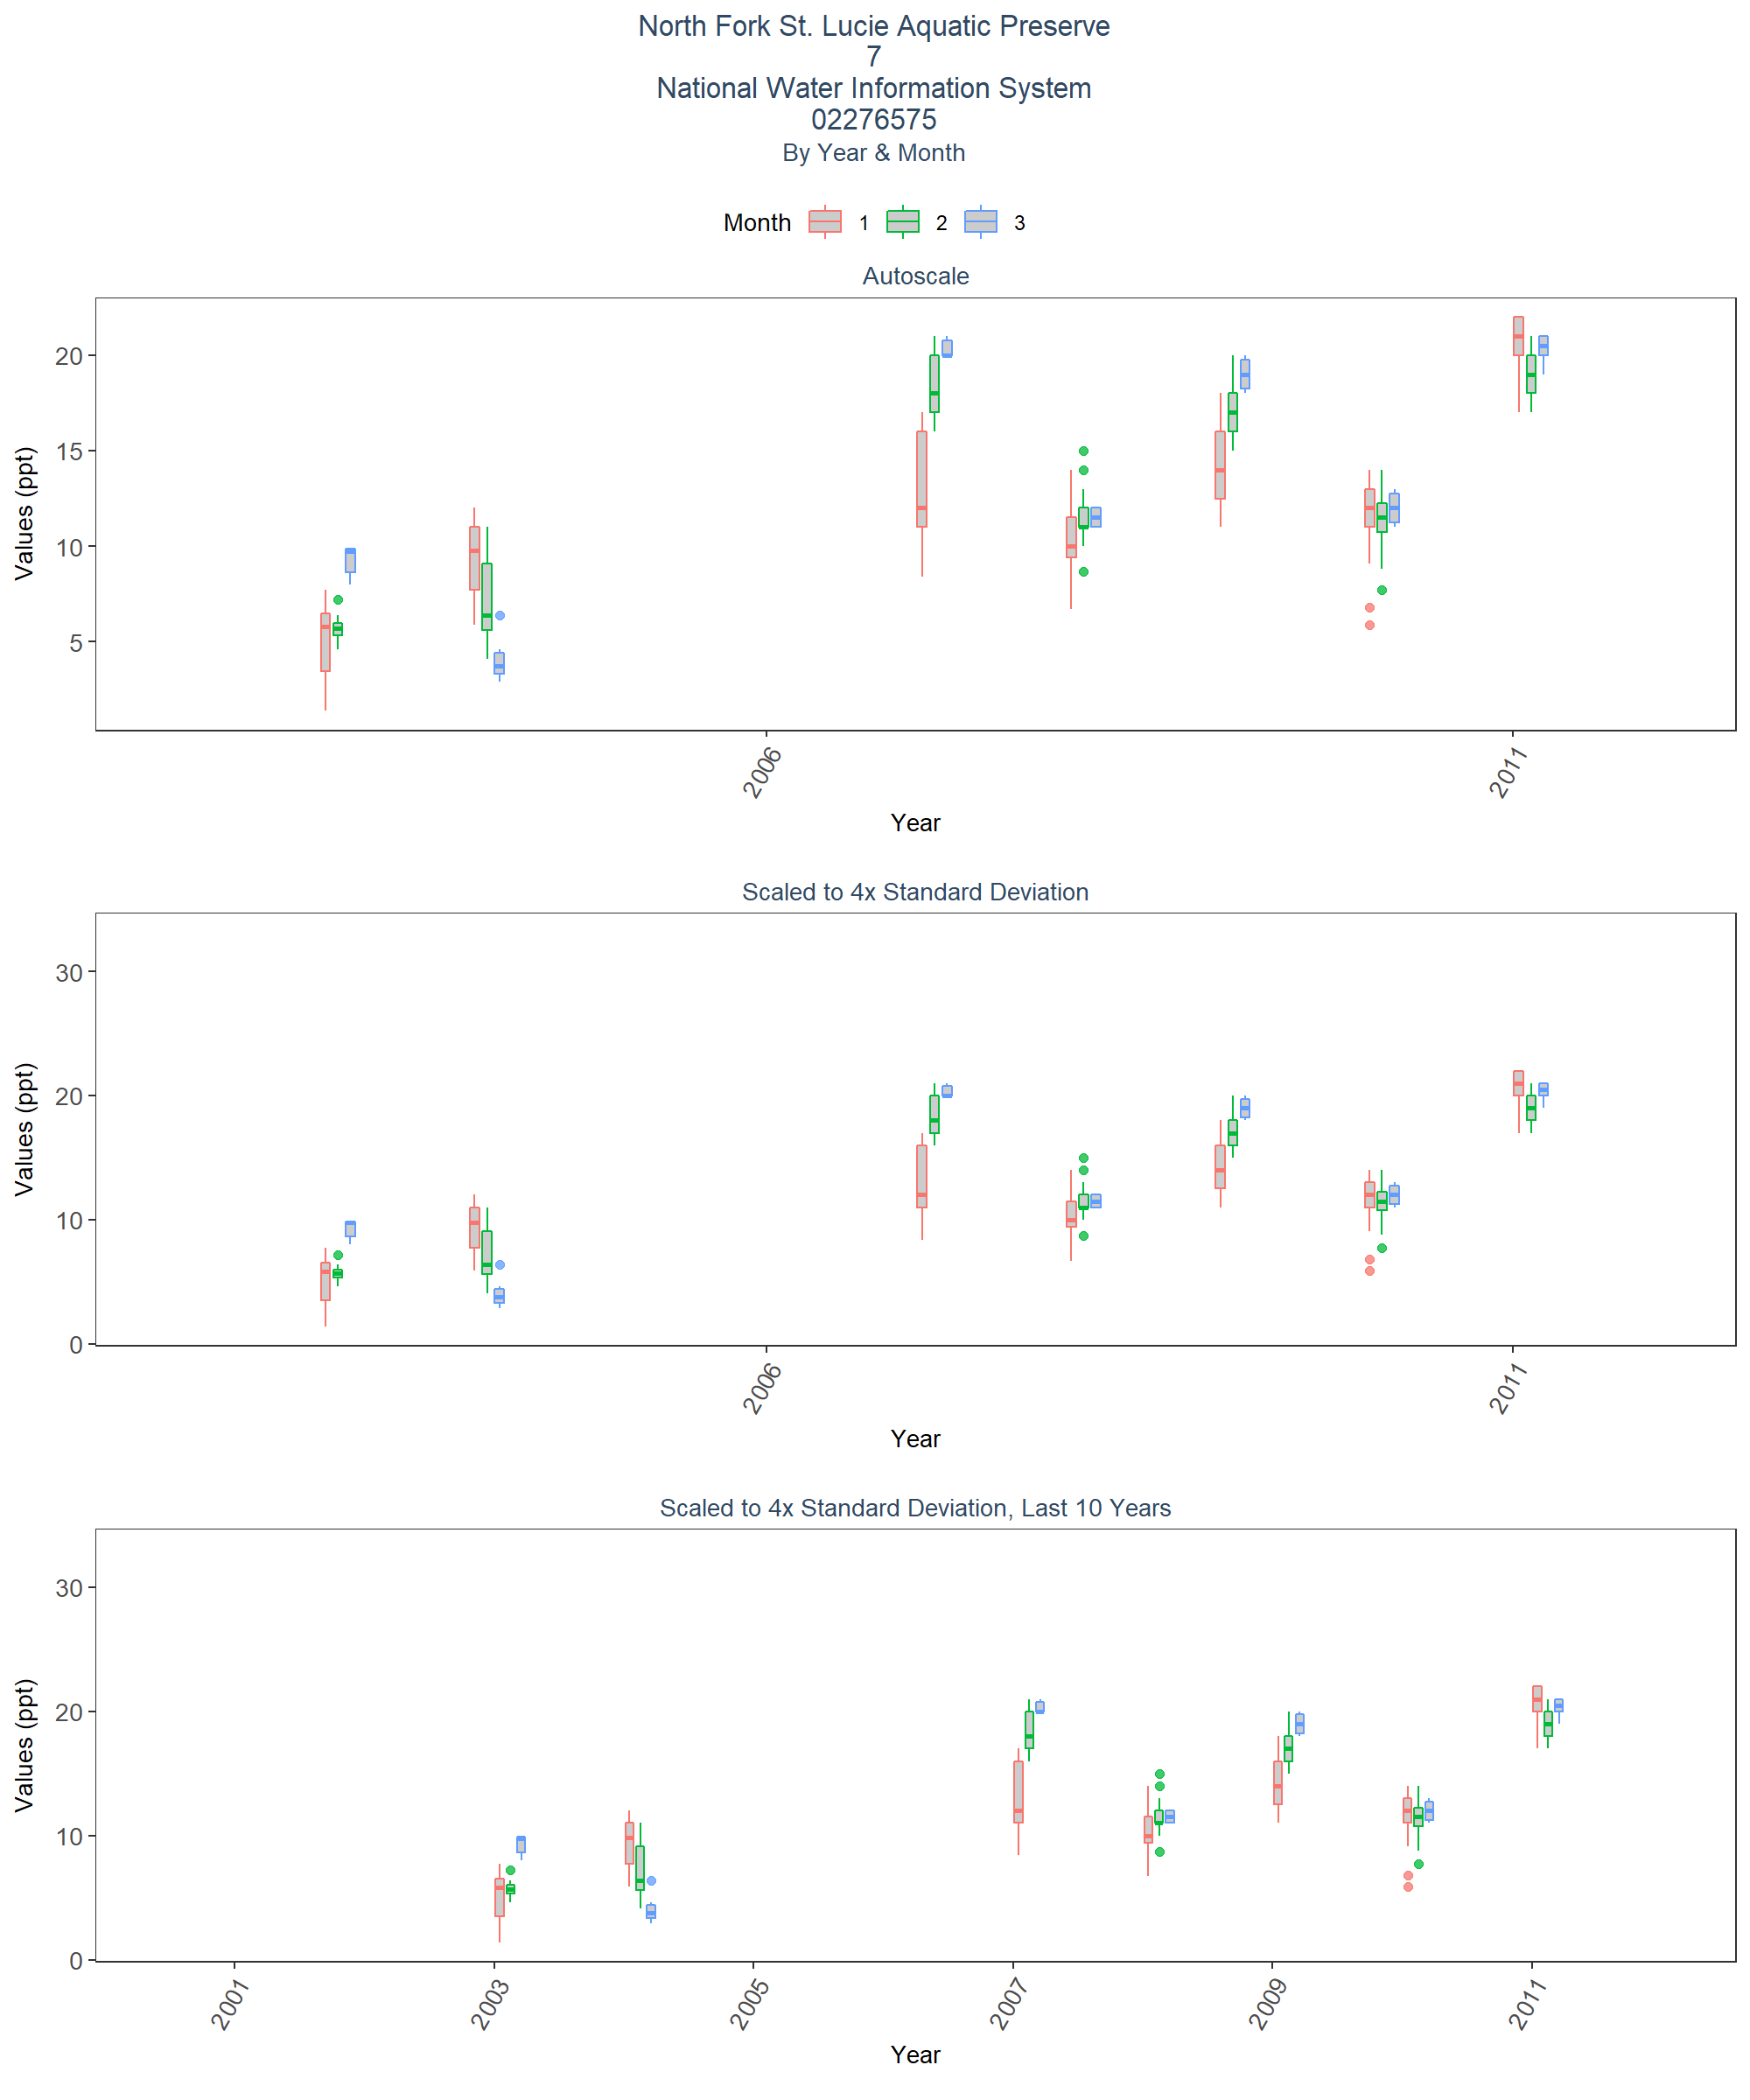 North Fork St. Lucie Aquatic Preserve
7
National Water Information System
02276575
By Year & Month
Month 1 2 3
Autoscale
Values (ppt)
20
15
10
5
2006 2011
Year
Scaled to 4x Standard Deviation
Values (ppt)
30
20
10
0
2006 2011
Year
Scaled to 4x Standard Deviation, Last 10 Years
Values (ppt)
30
20
10
0
2001 2003 2005 2007 2009 2011
Year